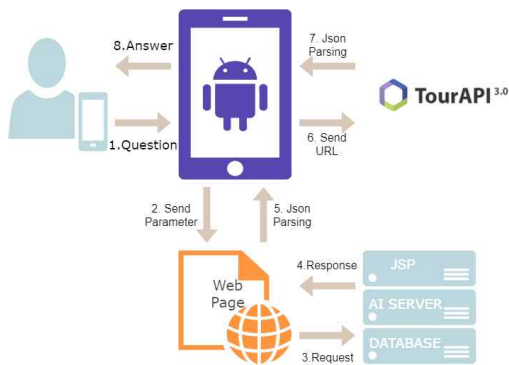 8.Answer
7. Json
Parsing
TourAPI 3.0
1.Question
6. Send
URL
2. Send
Parameter
5. Json
Parsing
Web
Page
4.Response
JSP
AI SERVER
DATABASE
3.Request